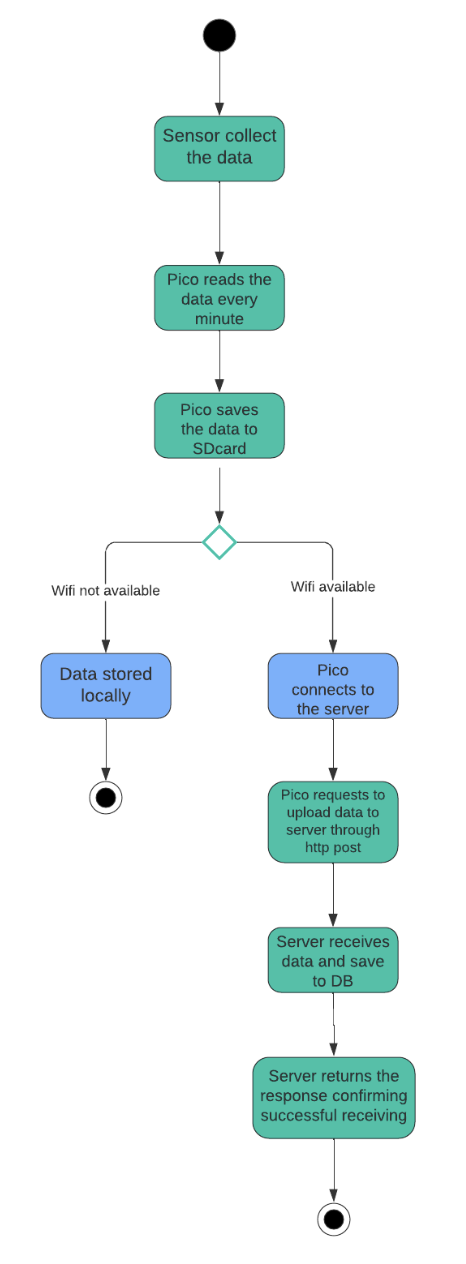 Sensor collect
the data
Pico reads the
data every
minute
Pico saves
the data to
SDcard
Wifi not available
Wifi available
Data stored
locally
Pico
connects to
the server
Pico requests to
upload data to
server through
http post
Server receives
data and save
to DB
Server returns the
response confirming
successful receiving